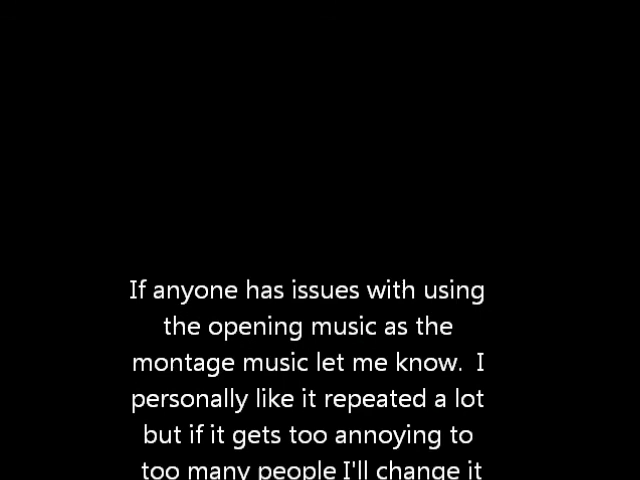 If anyone has issues with using
the opening music as the
montage music let me know.  I
personally like it repeated a lot
but if it gets too annoying to
too many people I'll change it